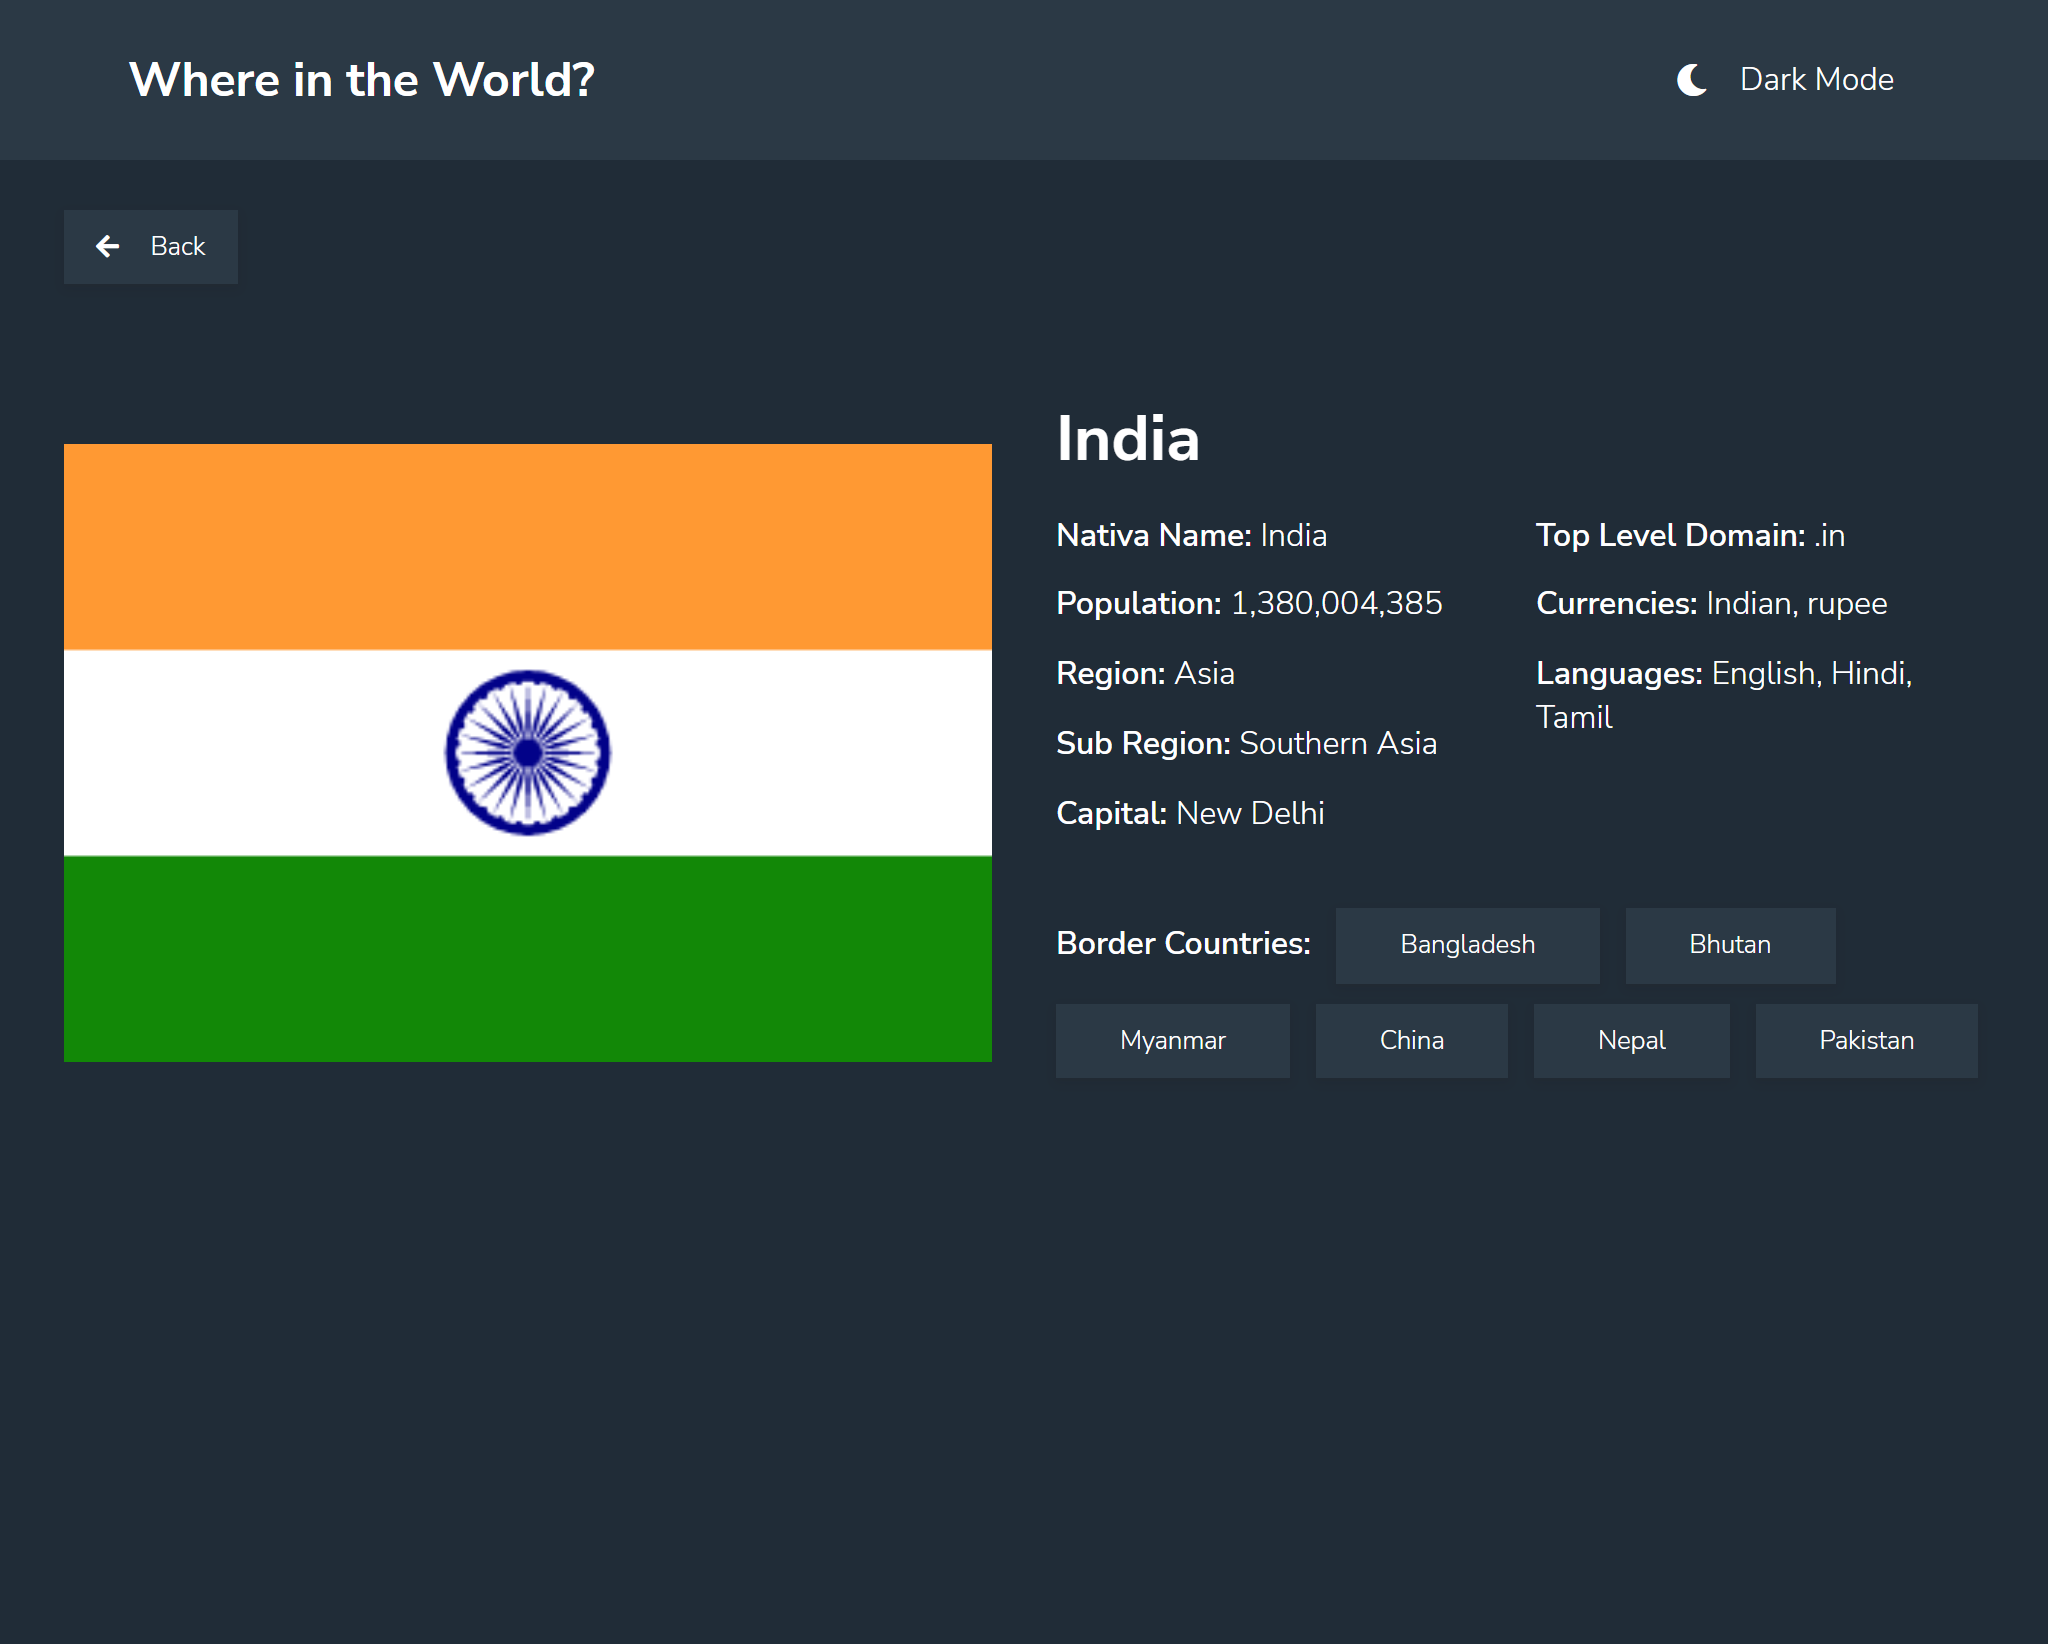 Where in the World?
Dark Mode
Back
India
Nativa Name: India
Population: 1,380,004,385
Region: Asia
Sub Region: Southern Asia
Capital: New Delhi
Top Level Domain: .in
Currencies: Indian, rupee
Languages: English, Hindi,
Tamil
Border Countries: Bangladesh Bhutan
Myanmar China Nepal Pakistan